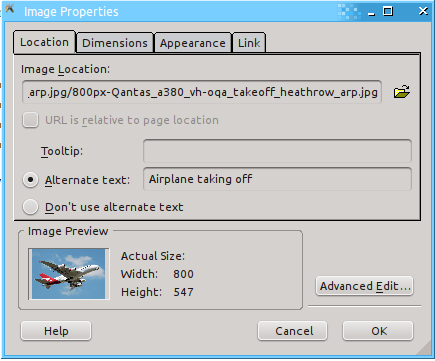 Image Properties
Location Dimensions Appearance Link
Image Location:
_arp.jpg/800px-Qantas_a380_vh-oqa_takeoff_heathrow_arp.jpg
URL is relative to page location
Tooltip:
Alternate text: Airplane taking off
Don't use alternate text
Image Preview
Actual Size:
Width: 800
Height: 547
Advanced Edit...
Help Cancel OK